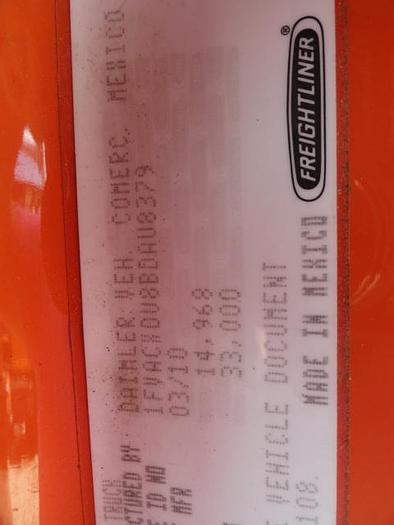 TRUCK
CTURED BY DAIMLER VEH COMERC, MEXICO
E ID NO 1FVACWDU8BDAU8379
MFR 03/10
14,968
33,000
VEHICLE DOCUMENT
108. MADE IN MEXICO
FREIGHTLINER®